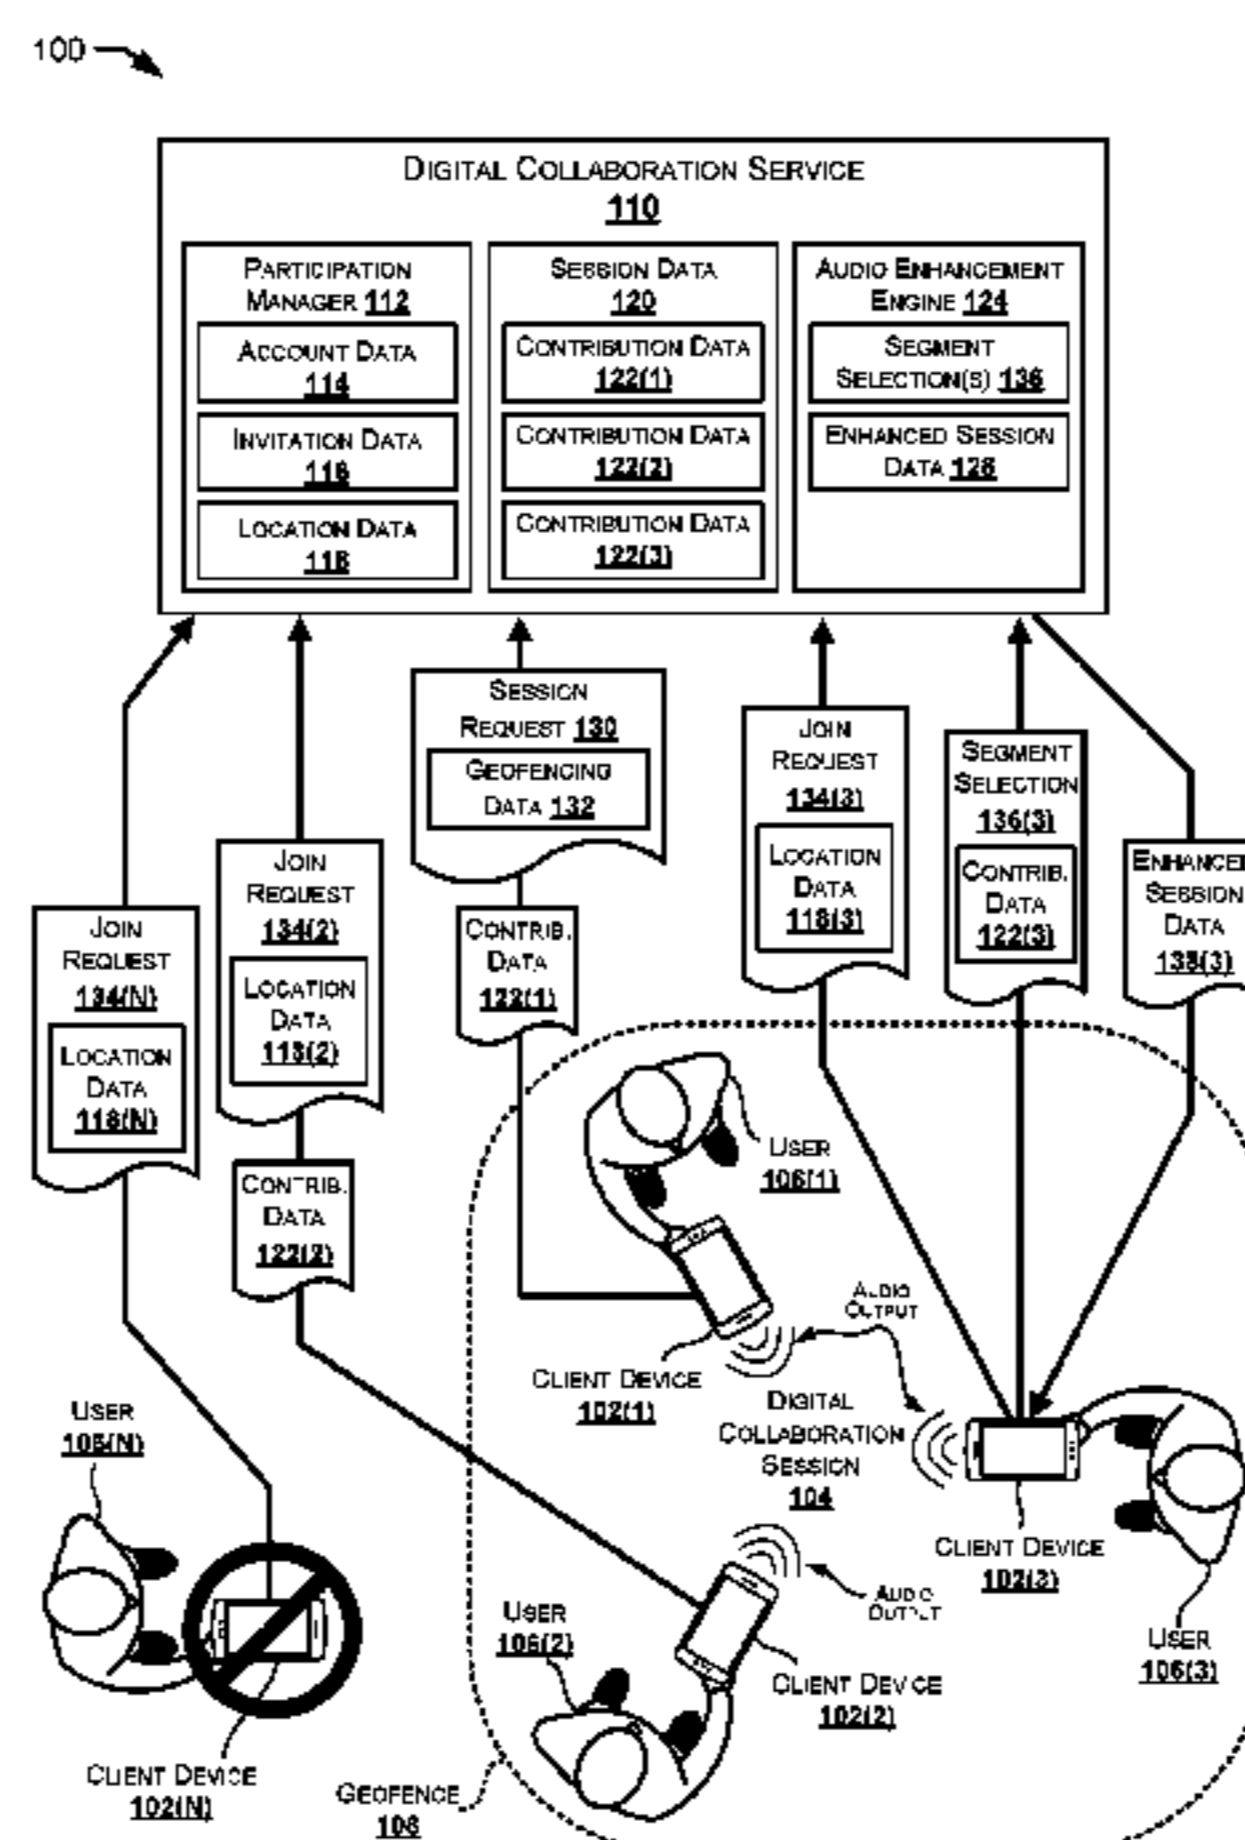 100
DIGITAL COLLABORATION SERVICE
110
PARTICIPATION
MANAGER 112
ACCOUNT DATA
114
INVITATION DATA
116
LOCATION DATA
118
SESSION DATA
120
CONTRIBUTION DATA
122(1)
CONTRIBUTION DATA
122(2)
CONTRIBUTION DATA
122(3)
AUDIO ENHANCEMENT
ENGINE 124
SEGMENT
SELECTION(S) 136
ENHANCED SESSION
DATA 128
SESSION
REQUEST 130
GEOFENCING
DATA 132
CONTRIB.
DATA
122(1)
JOIN
REQUEST
134(3)
LOCATION
DATA
118(3)
SEGMENT
SELECTION
136(3)
CONTRIB.
DATA
122(3)
ENHANCED
SESSION
DATA
138(3)
JOIN
REQUEST
134(2)
LOCATION
DATA
118(2)
CONTRIB.
DATA
122(2)
JOIN
REQUEST
134(N)
LOCATION
DATA
118(N)
USER
106(1)
AUDIO
OUTPUT
CLIENT DEVICE
102(1)
DIGITAL
COLLABORATION
SESSION
104
USER
106(N)
CLIENT DEVICE
102(3)
AUDIO
OUTPUT
USER
106(2)
USER
106(3)
CLIENT DEVICE
102(2)
CLIENT DEVICE
102(N)
GEOFENCE
108